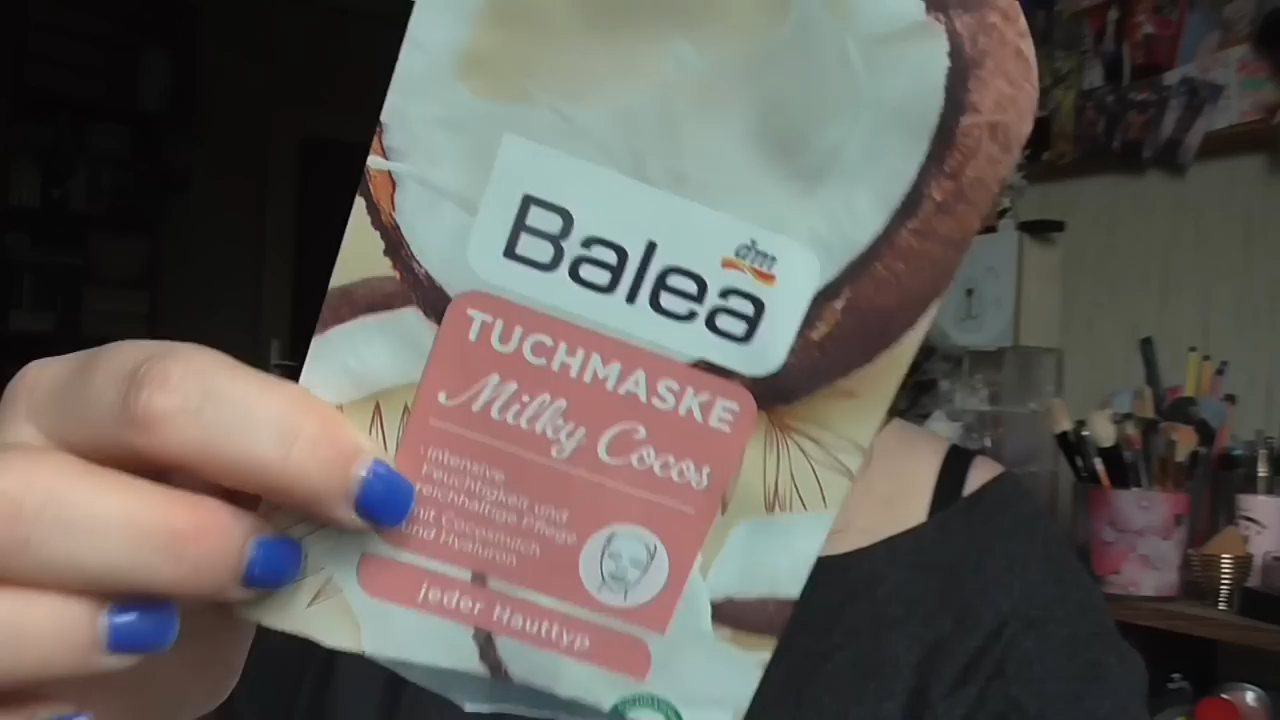 Balea
dm
TUCHMASKE
Milky Cocos
Intensive
Feuchtigkeit und
reichhaltige Pflege
mit Cocosmilch
und Hyaluron
jeder Hauttyp